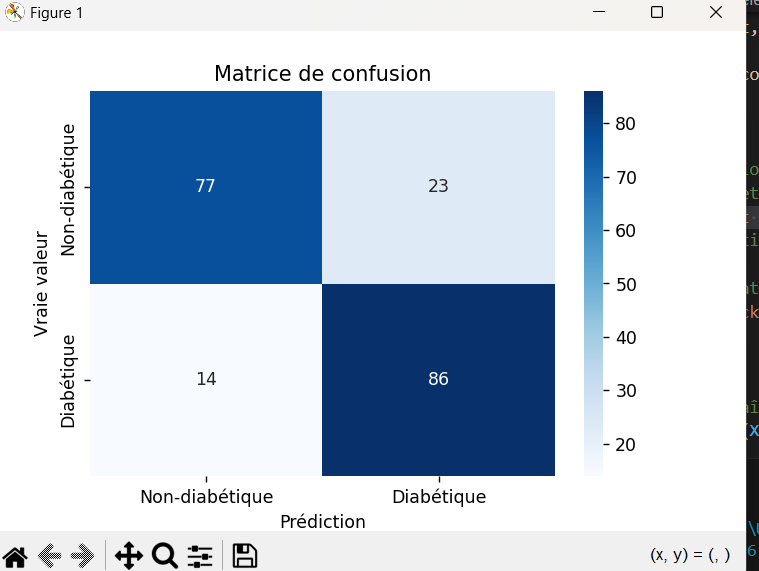 Figure 1
Matrice de confusion
Non-diabétique
77
23
Vraie valeur
Diabétique
14
86
Non-diabétique
Diabétique
Prédiction
80
70
60
50
40
30
20
(x, y) = (, )